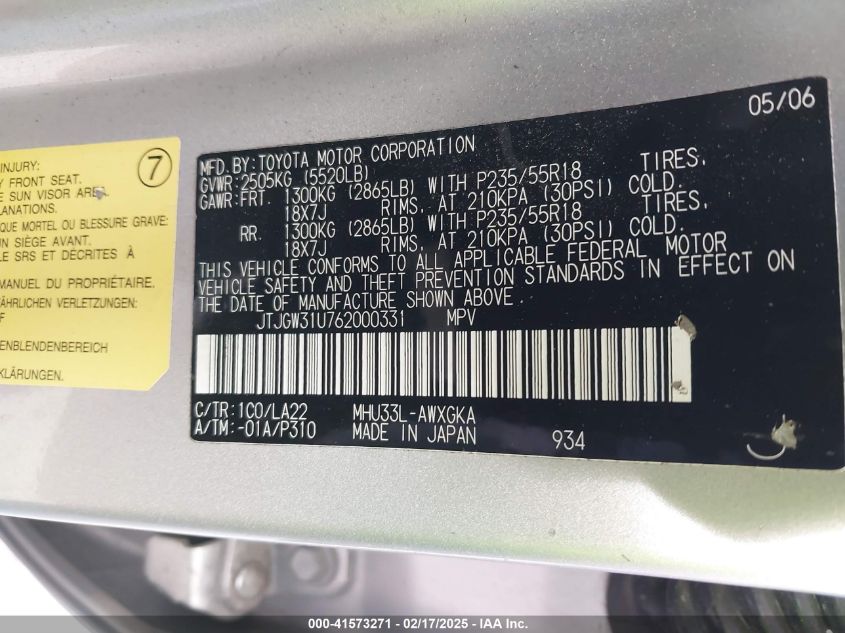 INJURY:
FRONT SEAT.
SUN VISOR AREA
LANATIONS.
QUE MORTEL OU BLESSURE GRAVE:
UN SIÈGE AVANT.
LE SRS ET DÉCRITES À
MANUEL DU PROPRIÉTAIRE.
ÄHRLICHEN VERLETZUNGEN:
F
ENBLENDENBEREICH
KLÄRUNGEN.
7
05/06
MFD. BY: TOYOTA MOTOR CORPORATION
GVWR: 2505KG (5520LB)
GAWR: FRT. 1300KG (2865LB) WITH P235/55R18 TIRES,
18X7J RIMS, AT 210KPA (30PSI) COLD.
RR. 1300KG (2865LB) WITH P235/55R18 TIRES,
18X7J RIMS, AT 210KPA (30PSI) COLD.
THIS VEHICLE CONFORMS TO ALL APPLICABLE FEDERAL MOTOR
VEHICLE SAFETY AND THEFT PREVENTION STANDARDS IN EFFECT ON
THE DATE OF MANUFACTURE SHOWN ABOVE.
JTJGW31U762000331 MPV
C/TR: 1C0/LA22 MHU33L-AWXGKA
A/TM: -01A/P310 MADE IN JAPAN 934
000-41573271 - 02/17/2025 - IAA Inc.